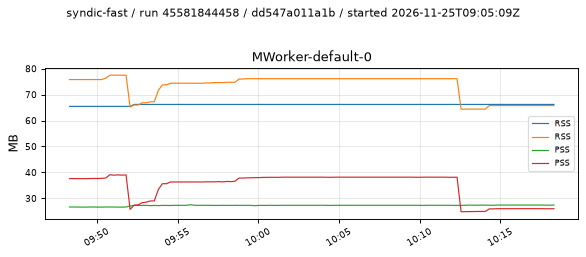 syndic-fast / run 45581844458 / dd547a011a1b / started 2026-11-25T09:05:09Z
MWorker-default-0
MB
80
70
60
50
40
30
RSS
RSS
PSS
PSS
09:50
09:55
10:00
10:05
10:10
10:15